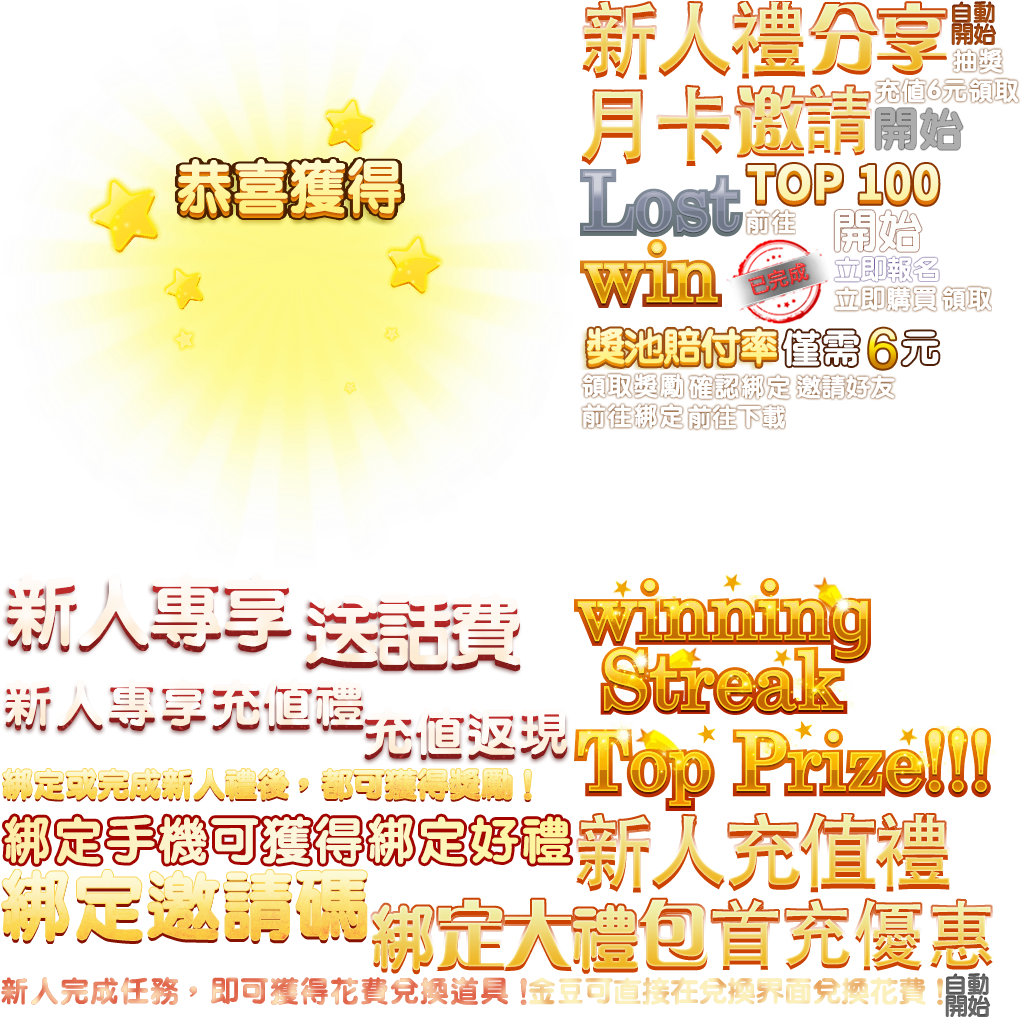 恭喜獲得
新人禮分享
自動
開始
抽獎
充值6元領取
月卡邀請
開始
Lost
TOP 100
前往
開始
win
已完成
立即報名
立即購買
領取
獎池賠付率
僅需6元
領取獎勵
確認綁定
邀請好友
前往綁定
前往下載
新人專享
送話費
新人專享充值禮
充值返現
綁定或完成新人禮後，都可獲得獎勵！
綁定手機可獲得
綁定好禮
綁定邀請碼
winning
Streak
Top Prize!!!
新人充值禮
綁定大禮包
首充優惠
新人完成任務，即可獲得花費兌換道具！
金豆可直接在兌換界面兌換花費！
自動
開始